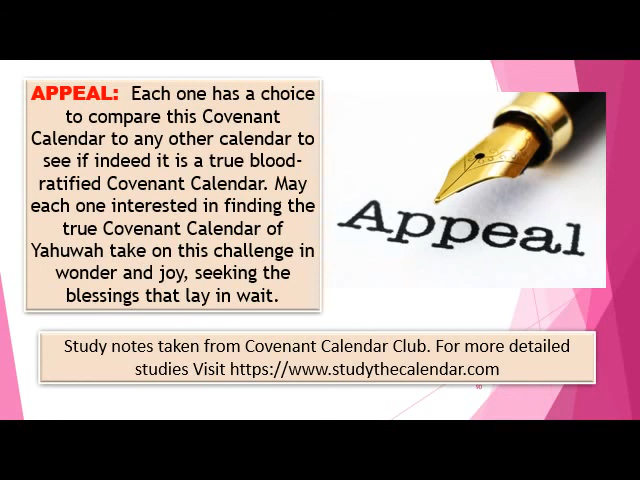 APPEAL: Each one has a choice
to compare this Covenant
Calendar to any other calendar to
see if indeed it is a true blood-
ratified Covenant Calendar. May
each one interested in finding the
true Covenant Calendar of
Yahuwah take on this challenge in
wonder and joy, seeking the
blessings that lay in wait.
Appeal
Study notes taken from Covenant Calendar Club. For more detailed
studies Visit https://www.studythecalendar.com
90